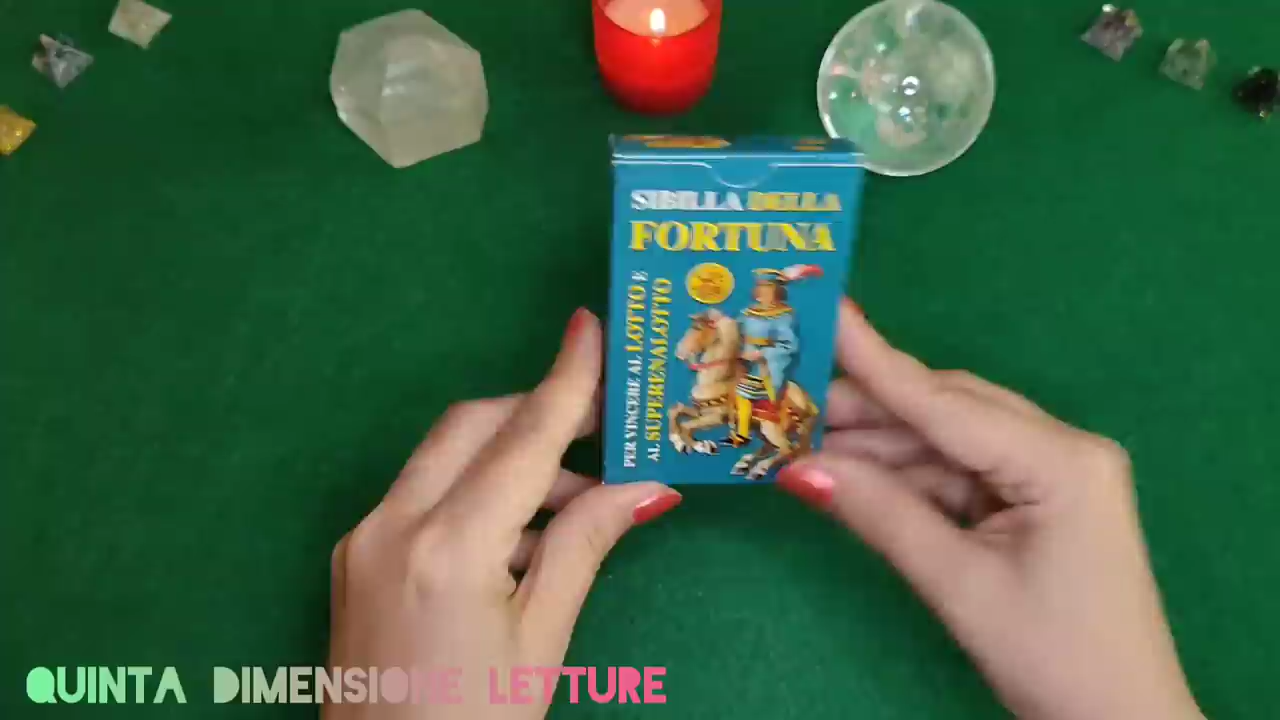 SIBILLA DELLA
FORTUNA
PER VINCERE AL LOTTO E
AL SUPERENALOTTO
QUINTA DIMENSIONE LETTURE